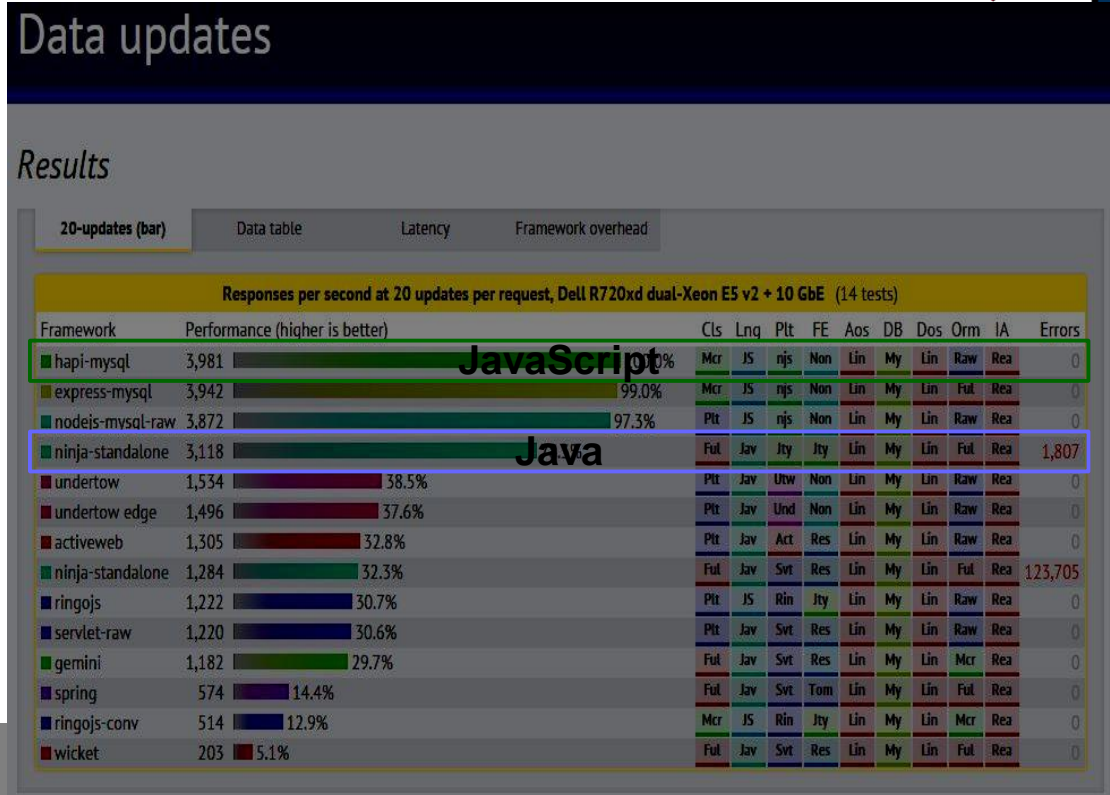 Data updates
Results
20-updates (bar) Data table Latency Framework overhead
Responses per second at 20 updates per request, Dell R720xd dual-Xeon E5 v2 + 10 GbE (14 tests)
Framework Performance (higher is better) Cls Lng Plt FE Aos DB Dos Orm IA Errors
hapi-mysql 3,981 JavaScript Mcr JS njs Non Lin My Lin Raw Rea 0
express-mysql 3,942 99.0% Mcr JS njs Non Lin My Lin Ful Rea 0
nodejs-mysql-raw 3,872 97.3% Plt JS njs Non Lin My Lin Raw Rea 0
ninja-standalone 3,118 Java Ful Jav Jty Jty Lin My Lin Ful Rea 1,807
undertow 1,534 38.5% Plt Jav Utw Non Lin My Lin Raw Rea 0
undertow edge 1,496 37.6% Plt Jav Und Non Lin My Lin Raw Rea 0
activeweb 1,305 32.8% Plt Jav Act Res Lin My Lin Raw Rea 0
ninja-standalone 1,284 32.3% Ful Jav Svt Res Lin My Lin Ful Rea 123,705
ringojs 1,222 30.7% Plt JS Rin Jty Lin My Lin Raw Rea 0
servlet-raw 1,220 30.6% Plt Jav Svt Res Lin My Lin Raw Rea 0
gemini 1,182 29.7% Ful Jav Svt Res Lin My Lin Mcr Rea 0
spring 574 14.4% Ful Jav Svt Tom Lin My Lin Ful Rea 0
ringojs-conv 514 12.9% Mcr JS Rin Jty Lin My Lin Mcr Rea 0
wicket 203 5.1% Ful Jav Svt Res Lin My Lin Ful Rea 0